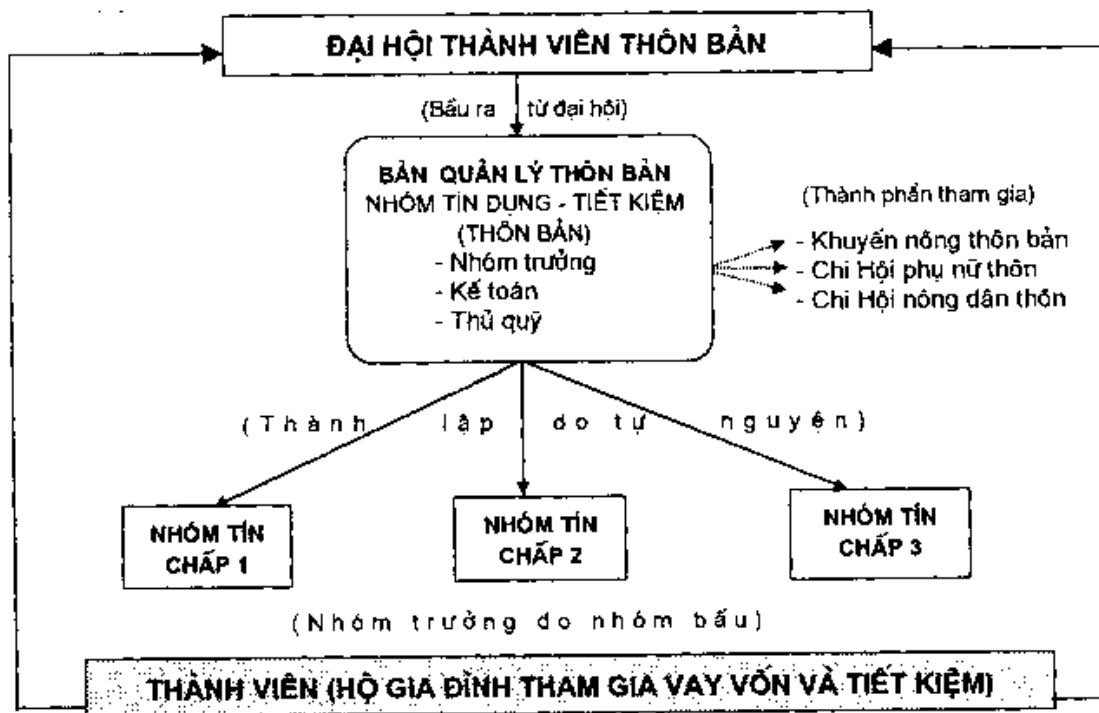 ĐẠI HỘI THÀNH VIÊN THÔN BẢN
(Bầu ra từ đại hội)
BẢN QUẢN LÝ THÔN BẢN
NHÓM TÍN DỤNG - TIẾT KIỆM
(THÔN BẢN)
- Nhóm trưởng
- Kế toán
- Thủ quỹ
(Thành phần tham gia)
- Khuyến nông thôn bản
- Chi Hội phụ nữ thôn
- Chi Hội nông dân thôn
(Thành lập do tự nguyện)
NHÓM TÍN
CHẤP 1
NHÓM TÍN
CHẤP 2
NHÓM TÍN
CHẤP 3
(Nhóm trưởng do nhóm bầu)
THÀNH VIÊN (HỘ GIA ĐÌNH THAM GIA VAY VỐN VÀ TIẾT KIỆM)